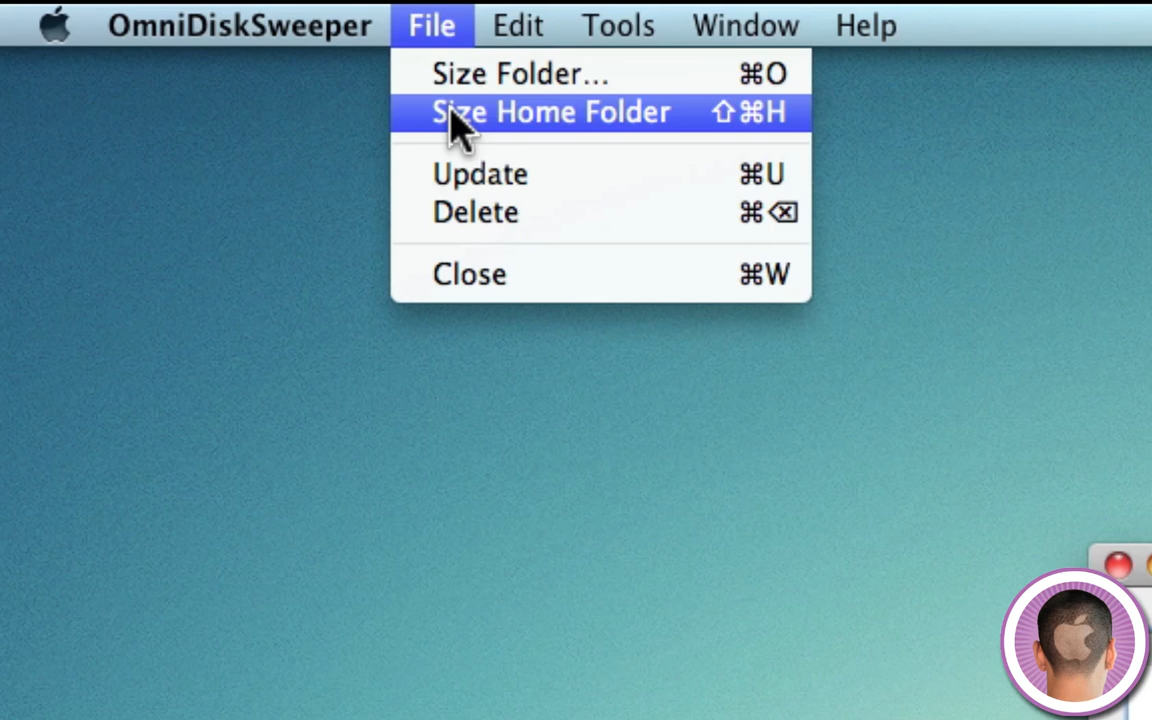 OmniDiskSweeper File Edit Tools Window Help
Size Folder... ⌘O
Size Home Folder ⇧⌘H
Update ⌘U
Delete ⌘⌫
Close ⌘W